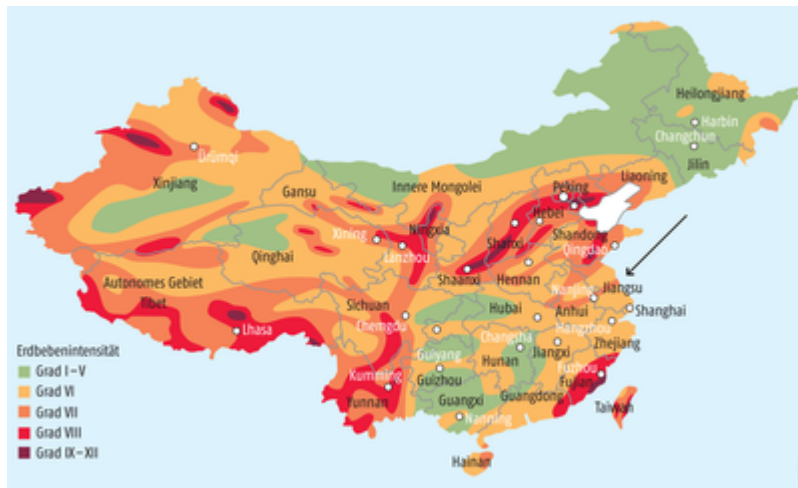 Heilongjiang
Harbin
Changchun
Jilin
Ürümqi
Xinjiang
Gansu
Innere Mongolei
Liaoning
Peking
Hebei
Ningxia
Xining
Lanzhou
Shanxi
Shandong
Qingdao
Qinghai
Shaanxi
Hennan
Autonomes Gebiet
Tibet
Sichuan
Chemgdu
Hubai
Nanjing
Jiangsu
Anhui
Shanghai
Hangzhou
Zhejiang
Lhasa
Changsha
Jiangxi
Hunan
Guiyang
Guizhou
Fuzhou
Fujian
Kumming
Yunnan
Guangxi
Guangdong
Taiwan
Nanning
Hainan
Erdbebenintensität
Grad I–V
Grad VI
Grad VII
Grad VIII
Grad IX–XII